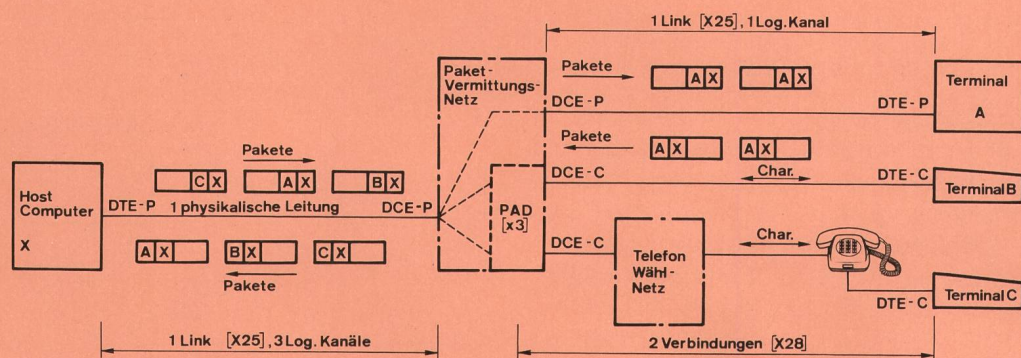 1 Link [X25], 1 Log. Kanal
Paket-
Vermittungs-
Netz
Pakete
A X
A X
DCE-P
DTE-P
Terminal
A
Pakete
A X
A X
Char.
DCE-C
DTE-C
Terminal B
Host
Computer
X
Pakete
C X
A X
B X
DTE-P
1 physikalische Leitung
DCE-P
A X
B X
C X
Pakete
PAD
[x3]
DCE-C
Telefon
Wähl-
Netz
Char.
DTE-C
Terminal C
1 Link [X25], 3 Log. Kanäle
2 Verbindungen [X28]